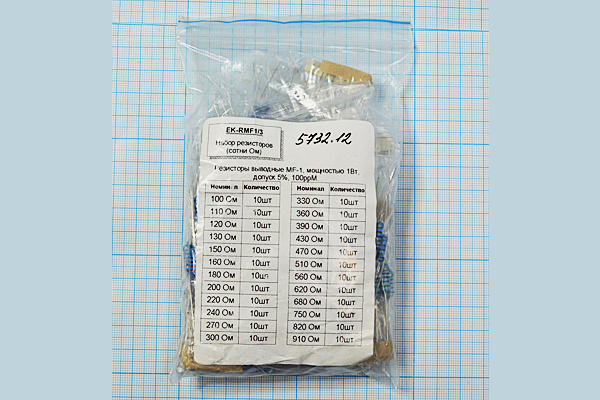 EK-RMF1/3
Набор резисторов
(сотни Ом)
5732.12
Резисторы выводные MF-1, мощностью 1Вт,
допуск 5%, 100ppM
Номинал Количество Номинал Количество
100 Ом 10шт 330 Ом 10шт
110 Ом 10шт 360 Ом 10шт
120 Ом 10шт 390 Ом 10шт
130 Ом 10шт 430 Ом 10шт
150 Ом 10шт 470 Ом 10шт
160 Ом 10шт 510 Ом 10шт
180 Ом 10шт 560 Ом 10шт
200 Ом 10шт 620 Ом 10шт
220 Ом 10шт 680 Ом 10шт
240 Ом 10шт 750 Ом 10шт
270 Ом 10шт 820 Ом 10шт
300 Ом 10шт 910 Ом 10шт